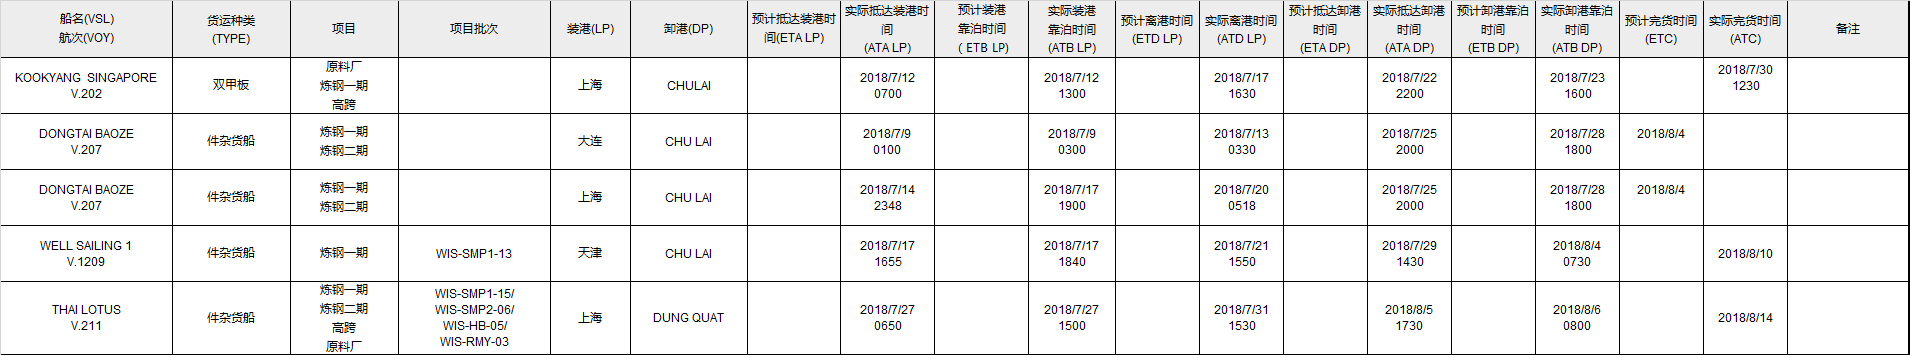 船名(VSL)
航次(VOY)
货运种类
(TYPE)
项目
项目批次
装港(LP)
卸港(DP)
预计抵达装港时
间(ETA LP)
实际抵达装港时
间
(ATA LP)
预计装港
靠泊时间
( ETB LP)
实际装港
靠泊时间
(ATB LP)
预计离港时间
(ETD LP)
实际离港时间
(ATD LP)
预计抵达卸港
时间
(ETA DP)
实际抵达卸港
时间
(ATA DP)
预计卸港靠泊
时间
(ETB DP)
实际卸港靠泊
时间
(ATB DP)
预计完货时间
(ETC)
实际完货时间
(ATC)
备注
KOOKYANG SINGAPORE
V.202
双甲板
原料厂
炼钢一期
高跨
上海
CHULAI
2018/7/12
0700
2018/7/12
1300
2018/7/17
1630
2018/7/22
2200
2018/7/23
1600
2018/7/30
1230
DONGTAI BAOZE
V.207
件杂货船
炼钢一期
炼钢二期
大连
CHU LAI
2018/7/9
0100
2018/7/9
0300
2018/7/13
0330
2018/7/25
2000
2018/7/28
1800
2018/8/4
DONGTAI BAOZE
V.207
件杂货船
炼钢一期
炼钢二期
上海
CHU LAI
2018/7/14
2348
2018/7/17
1900
2018/7/20
0518
2018/7/25
2000
2018/7/28
1800
2018/8/4
WELL SAILING 1
V.1209
件杂货船
炼钢一期
WIS-SMP1-13
天津
CHU LAI
2018/7/17
1655
2018/7/17
1840
2018/7/21
1550
2018/7/29
1430
2018/8/4
0730
2018/8/10
THAI LOTUS
V.211
件杂货船
炼钢一期
炼钢二期
高跨
原料厂
WIS-SMP1-15/
WIS-SMP2-06/
WIS-HB-05/
WIS-RMY-03
上海
DUNG QUAT
2018/7/27
0650
2018/7/27
1500
2018/7/31
1530
2018/8/5
1730
2018/8/6
0800
2018/8/14